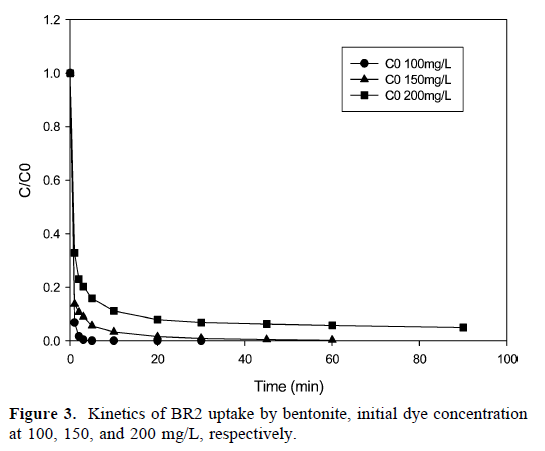 1.2
1.0
0.8
0.6
0.4
0.2
0.0
C/C0
C0 100mg/L
C0 150mg/L
C0 200mg/L
0 20 40 60 80 100
Time (min)
Figure 3. Kinetics of BR2 uptake by bentonite, initial dye concentration
at 100, 150, and 200 mg/L, respectively.